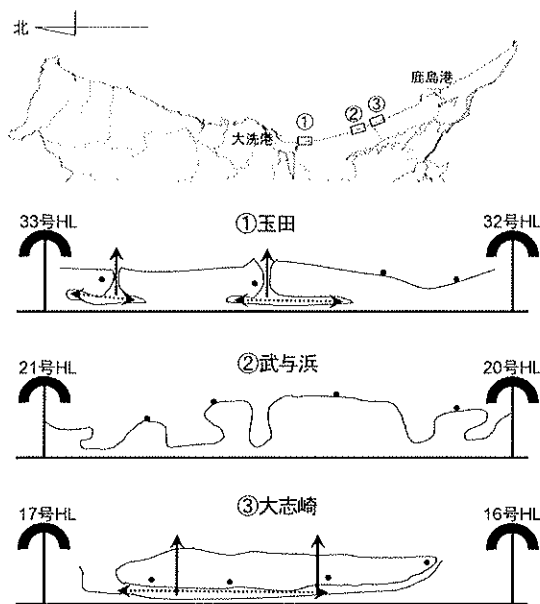 北
鹿島港
③
②
①
大洗港
①玉田
33号HL
32号HL
②武与浜
21号HL
20号HL
③大志崎
17号HL
16号HL